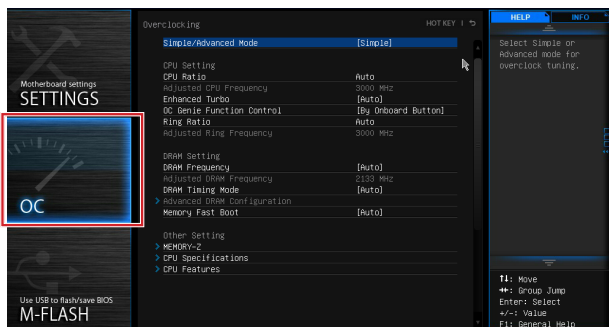 Motherboard settings
SETTINGS
OC
Use USB to flash/save BIOS
M-FLASH
Overclocking
HOT KEY |
Simple/Advanced Mode [Simple]
CPU Setting
CPU Ratio Auto
Adjusted CPU Frequency 3000 MHz
Enhanced Turbo [Auto]
OC Genie Function Control [By Onboard Button]
Ring Ratio Auto
Adjusted Ring Frequency 3000 MHz
DRAM Setting
DRAM Frequency [Auto]
Adjusted DRAM Frequency 2133 MHz
DRAM Timing Mode [Auto]
> Advanced DRAM Configuration
Memory Fast Boot [Auto]
Other Setting
> MEMORY-Z
> CPU Specifications
> CPU Features
HELP INFO
Select Simple or
Advanced mode for
overclock tuning.
↑↓: Move
→←: Group Jump
Enter: Select
+/-: Value
F1: General Help